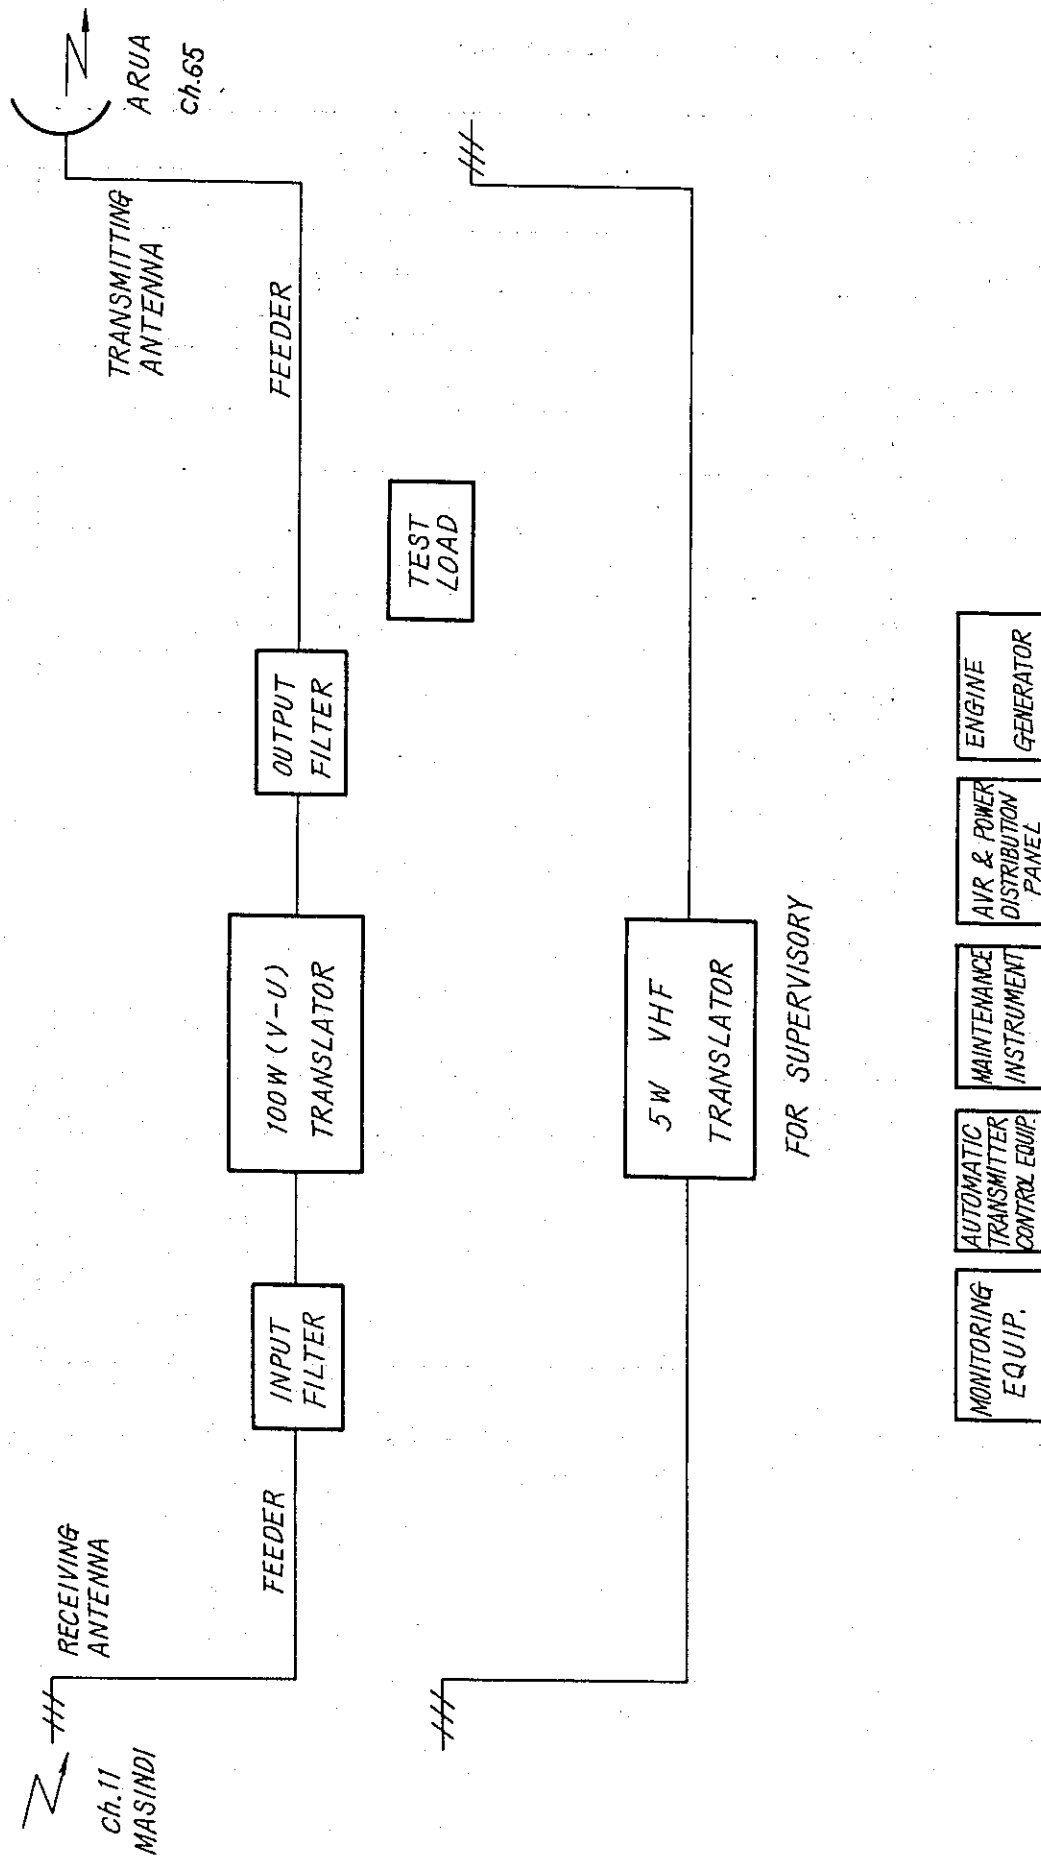 ch.11
MASINDI
RECEIVING
ANTENNA
FEEDER
INPUT
FILTER
100W (V-U)
TRANSLATOR
OUTPUT
FILTER
FEEDER
TRANSMITTING
ANTENNA
ARUA
ch.65
TEST
LOAD
5W VHF
TRANSLATOR
FOR SUPERVISORY
MONITORING
EQUIP.
AUTOMATIC
TRANSMITTER
CONTROL EQUIP.
MAINTENANCE
INSTRUMENT
AVR & POWER
DISTRIBUTION
PANEL
ENGINE
GENERATOR